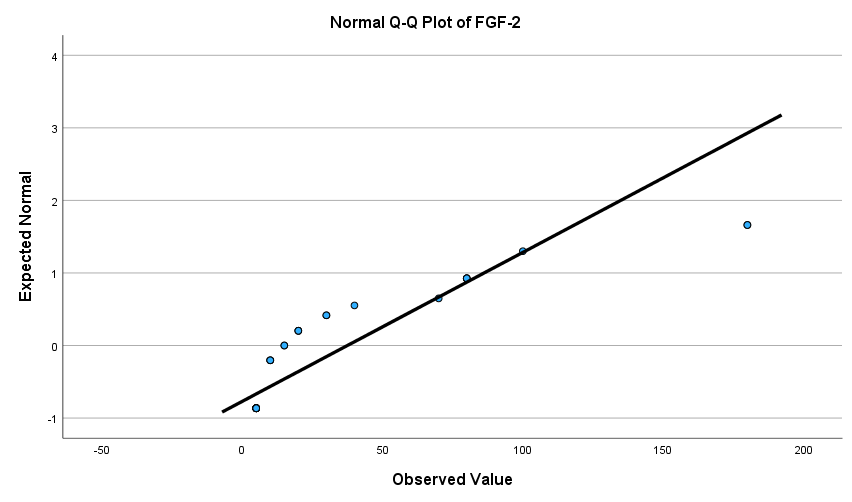 Normal Q-Q Plot of FGF-2
4
3
2
1
0
-1
Expected Normal
-50 0 50 100 150 200
Observed Value